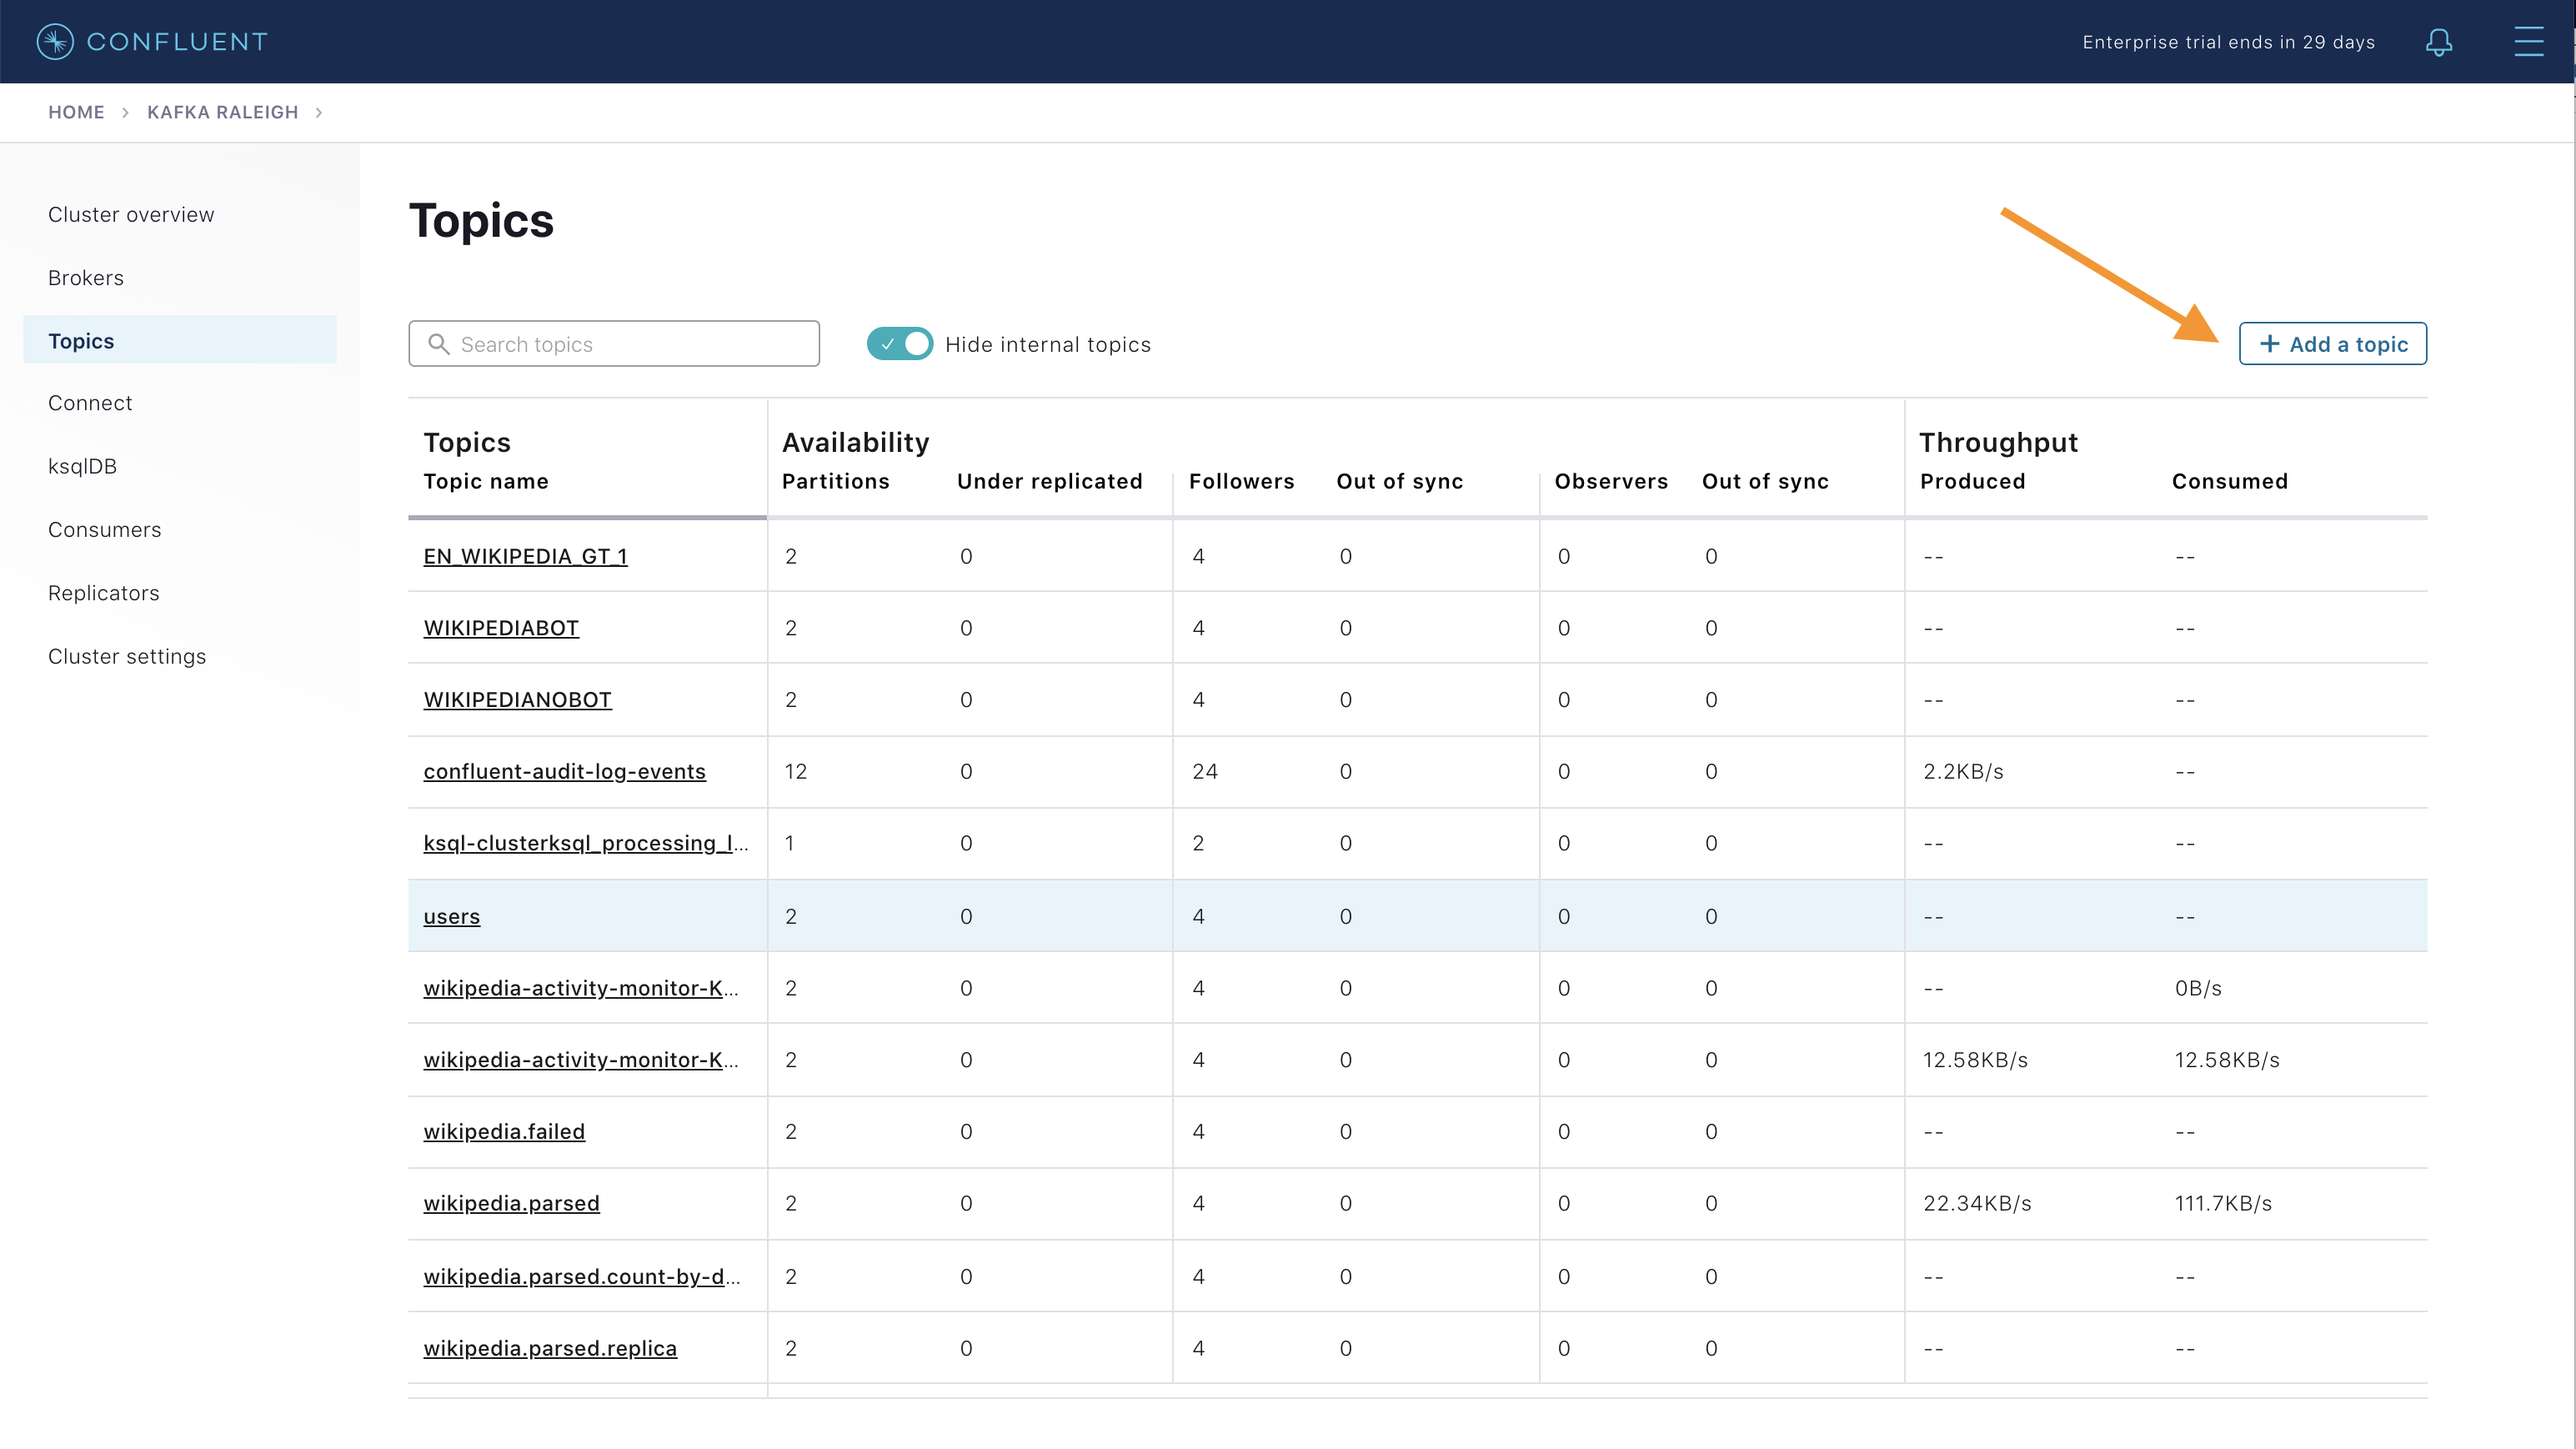 CONFLUENT
Enterprise trial ends in 29 days
HOME > KAFKA RALEIGH >
Cluster overview
Brokers
Topics
Connect
ksqlDB
Consumers
Replicators
Cluster settings
Topics
Search topics
Hide internal topics
+ Add a topic
Topics Availability Throughput
Topic name Partitions Under replicated Followers Out of sync Observers Out of sync Produced Consumed
EN_WIKIPEDIA_GT_1 2 0 4 0 0 0 -- --
WIKIPEDIABOT 2 0 4 0 0 0 -- --
WIKIPEDIANOBOT 2 0 4 0 0 0 -- --
confluent-audit-log-events 12 0 24 0 0 0 2.2KB/s --
ksql-clusterksql_processing_l... 1 0 2 0 0 0 -- --
users 2 0 4 0 0 0 -- --
wikipedia-activity-monitor-K... 2 0 4 0 0 0 -- 0B/s
wikipedia-activity-monitor-K... 2 0 4 0 0 0 12.58KB/s 12.58KB/s
wikipedia.failed 2 0 4 0 0 0 -- --
wikipedia.parsed 2 0 4 0 0 0 22.34KB/s 111.7KB/s
wikipedia.parsed.count-by-d... 2 0 4 0 0 0 -- --
wikipedia.parsed.replica 2 0 4 0 0 0 -- --